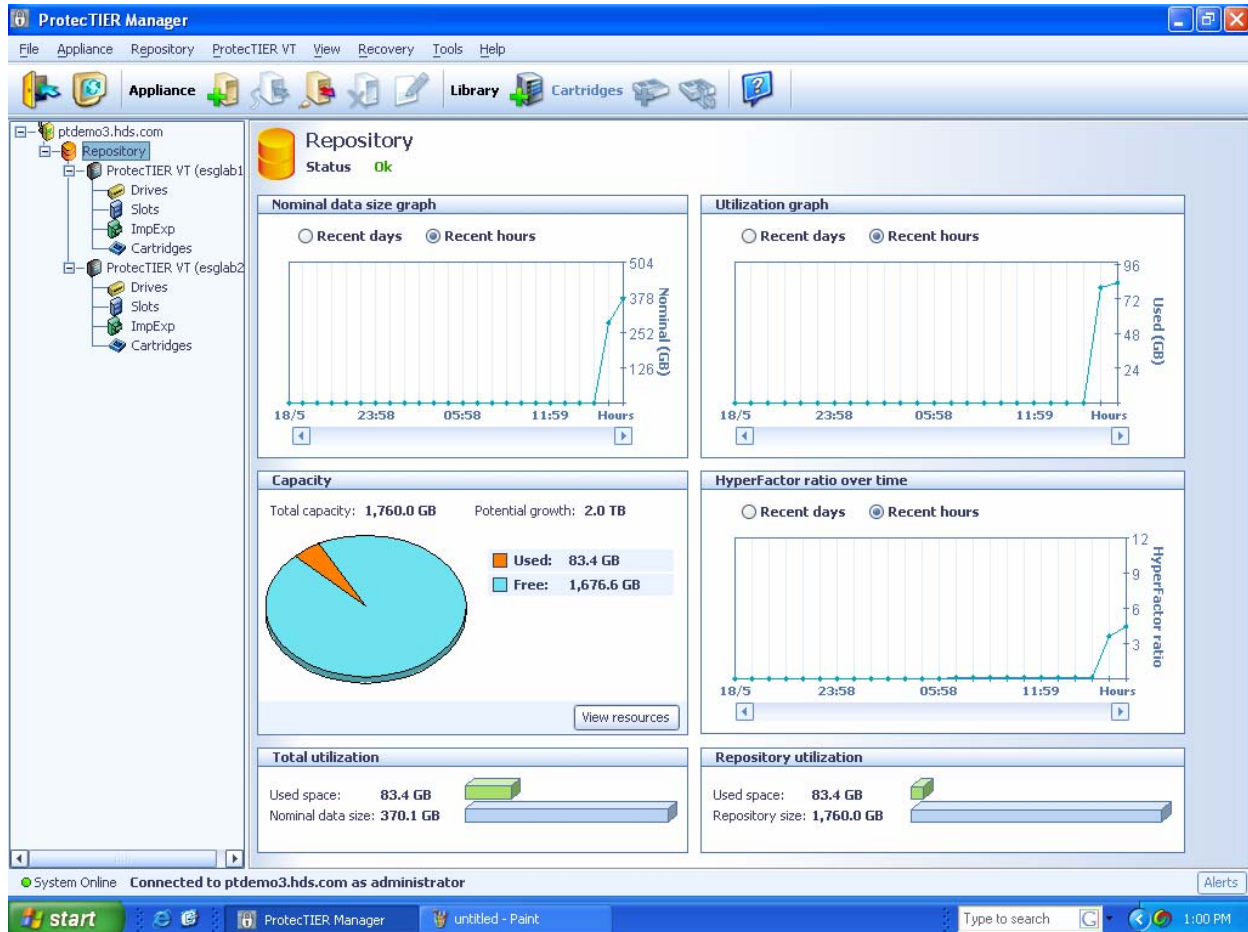 ProtecTIER Manager
File Appliance Repository ProtecTIER VT View Recovery Tools Help
Appliance Library Cartridges
ptdemo3.hds.com
Repository
ProtecTIER VT (esglab1
Drives
Slots
ImpExp
Cartridges
ProtecTIER VT (esglab2
Drives
Slots
ImpExp
Cartridges
Repository
Status Ok
Nominal data size graph
Recent days Recent hours
504
378
252
126
Nominal (GB)
18/5 23:58 05:58 11:59 Hours
Utilization graph
Recent days Recent hours
96
72
48
24
Used (GB)
18/5 23:58 05:58 11:59 Hours
Capacity
Total capacity: 1,760.0 GB Potential growth: 2.0 TB
Used: 83.4 GB
Free: 1,676.6 GB
View resources
HyperFactor ratio over time
Recent days Recent hours
12
9
6
3
HyperFactor ratio
18/5 23:58 05:58 11:59 Hours
Total utilization
Used space: 83.4 GB
Nominal data size: 370.1 GB
Repository utilization
Used space: 83.4 GB
Repository size: 1,760.0 GB
System Online Connected to ptdemo3.hds.com as administrator Alerts
start ProtecTIER Manager untitled - Paint Type to search G 1:00 PM